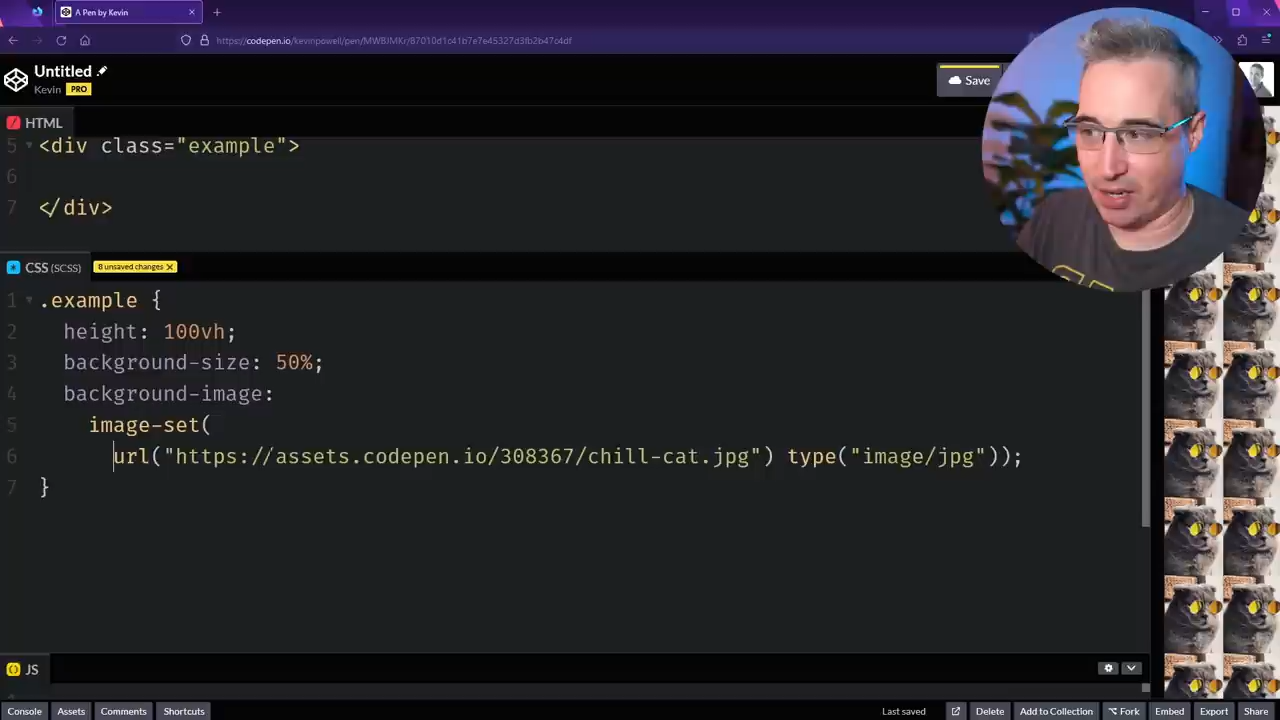 A Pen by Kevin
https://codepen.io/kevinpowell/pen/MWBJMKr/87010d1c41b7e7e45327d3fb2b47c4df
Untitled
Kevin PRO
Save
HTML
5 <div class="example">
6
7 </div>
CSS (SCSS) 8 unsaved changes X
1 .example {
2 height: 100vh;
3 background-size: 50%;
4 background-image:
5 image-set(
6 url("https://assets.codepen.io/308367/chill-cat.jpg") type("image/jpg"));
7 }
JS
Console Assets Comments Shortcuts Last saved Delete Add to Collection Fork Embed Export Share